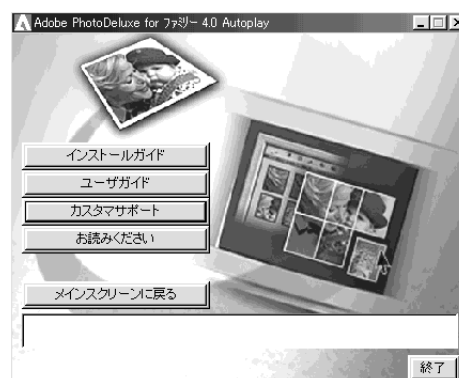 Adobe PhotoDeluxe for ﾌｧﾐﾘｰ 4.0 Autoplay
インストールガイド
ユーザガイド
カスタマサポート
お読みください
メインスクリーンに戻る
終了